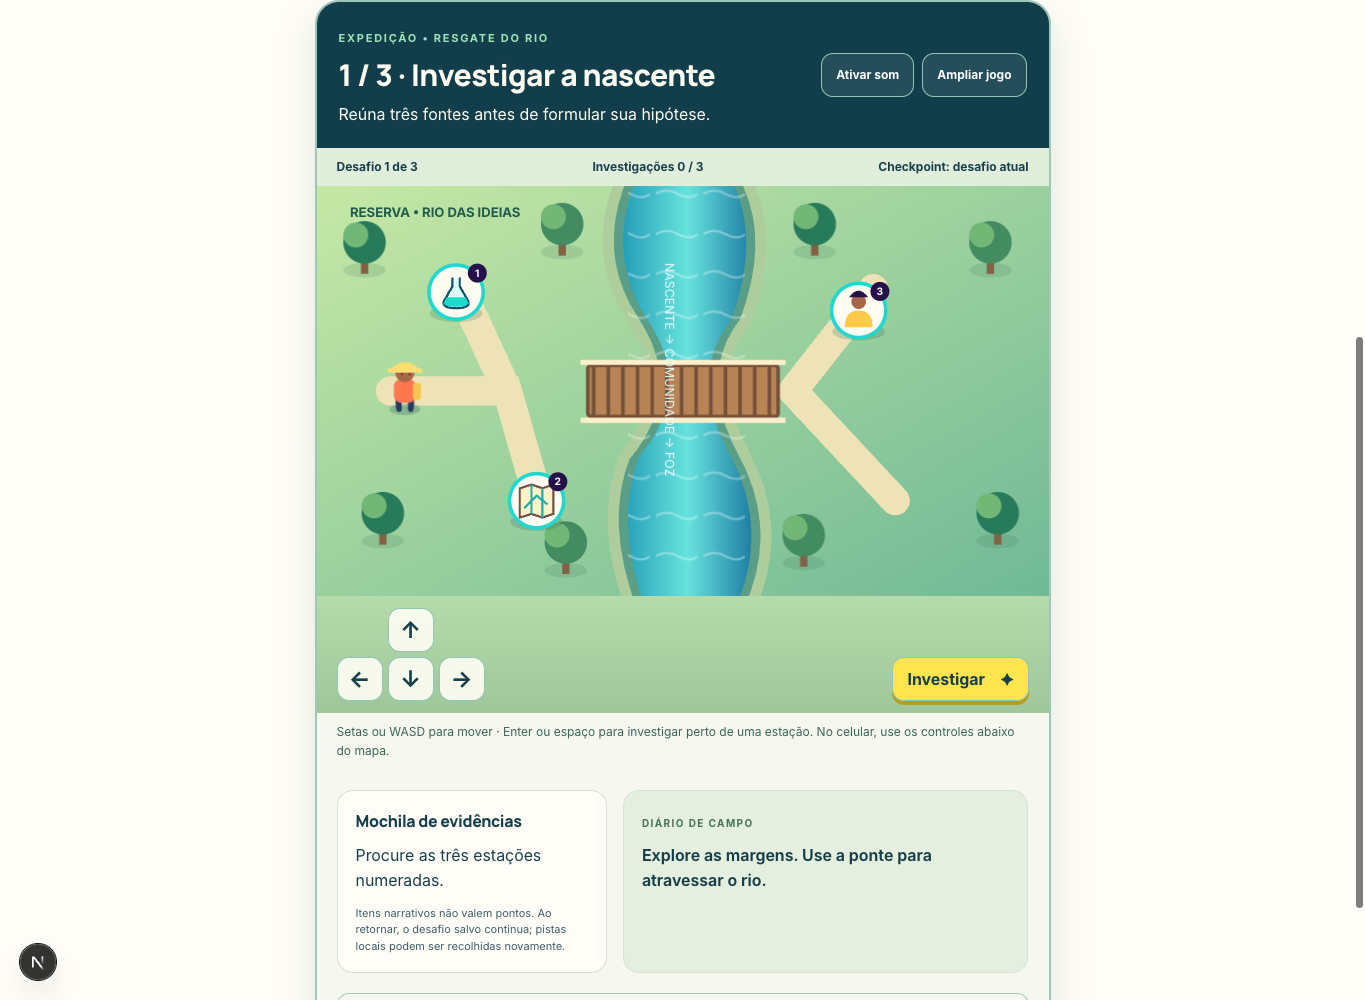 EXPEDIÇÃO • RESGATE DO RIO
1 / 3 · Investigar a nascente
Reúna três fontes antes de formular sua hipótese.
Ativar som
Ampliar jogo
Desafio 1 de 3
Investigações 0 / 3
Checkpoint: desafio atual
RESERVA • RIO DAS IDEIAS
1
3
NASCENTE → COMUNIDADE → FOZ
2
↑
← ↓ →
Investigar ✦
Setas ou WASD para mover · Enter ou espaço para investigar perto de uma estação. No celular, use os controles abaixo
do mapa.
Mochila de evidências
Procure as três estações
numeradas.
Itens narrativos não valem pontos. Ao
retornar, o desafio salvo continua; pistas
locais podem ser recolhidas novamente.
DIÁRIO DE CAMPO
Explore as margens. Use a ponte para
atravessar o rio.
N